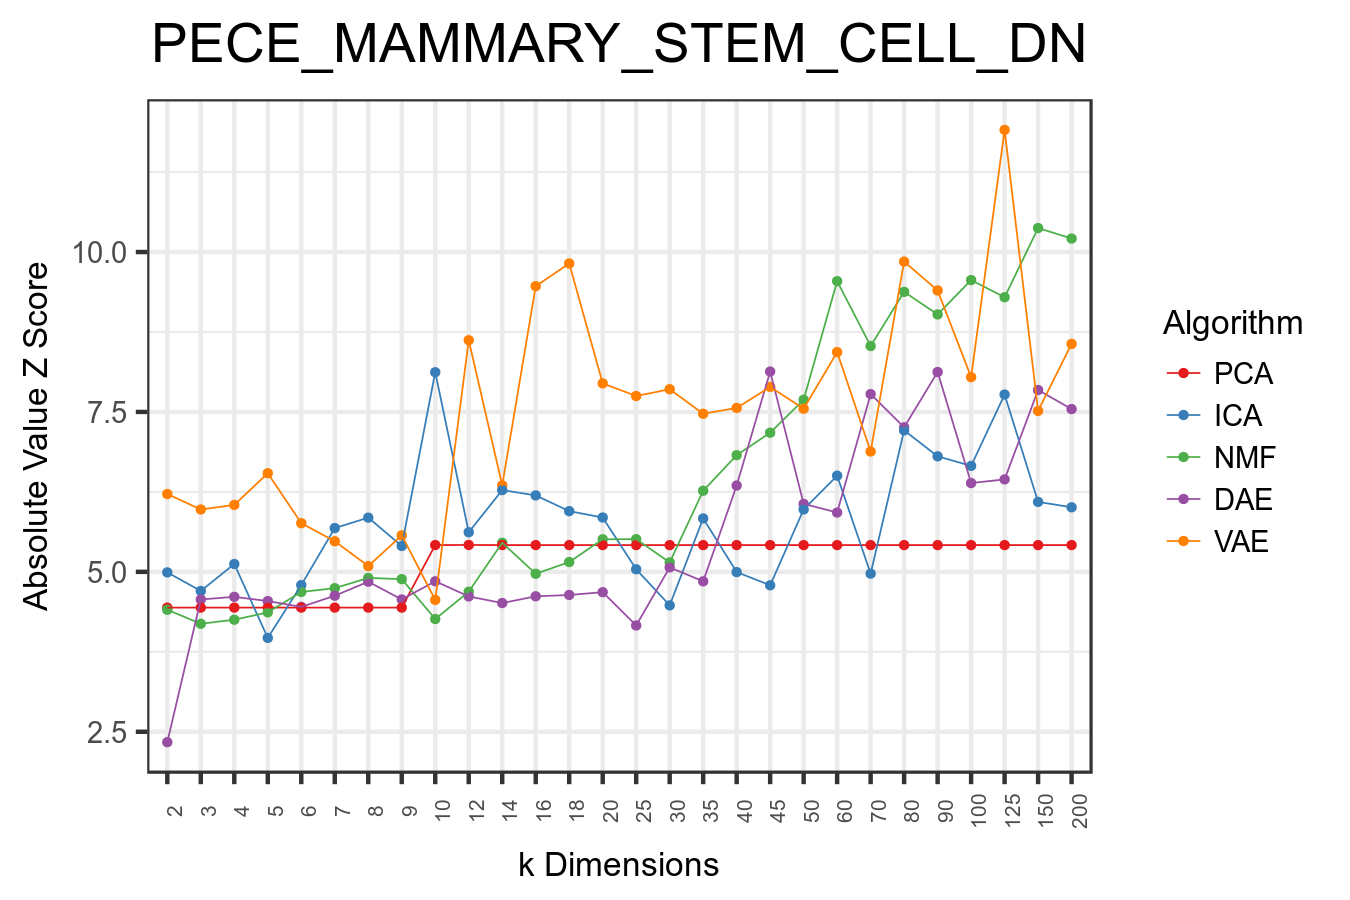 PECE_MAMMARY_STEM_CELL_DN
Absolute Value Z Score
10.0
7.5
5.0
2.5
2 3 4 5 6 7 8 9 10 12 14 16 18 20 25 30 35 40 45 50 60 70 80 90 100 125 150 200
k Dimensions
Algorithm
PCA
ICA
NMF
DAE
VAE